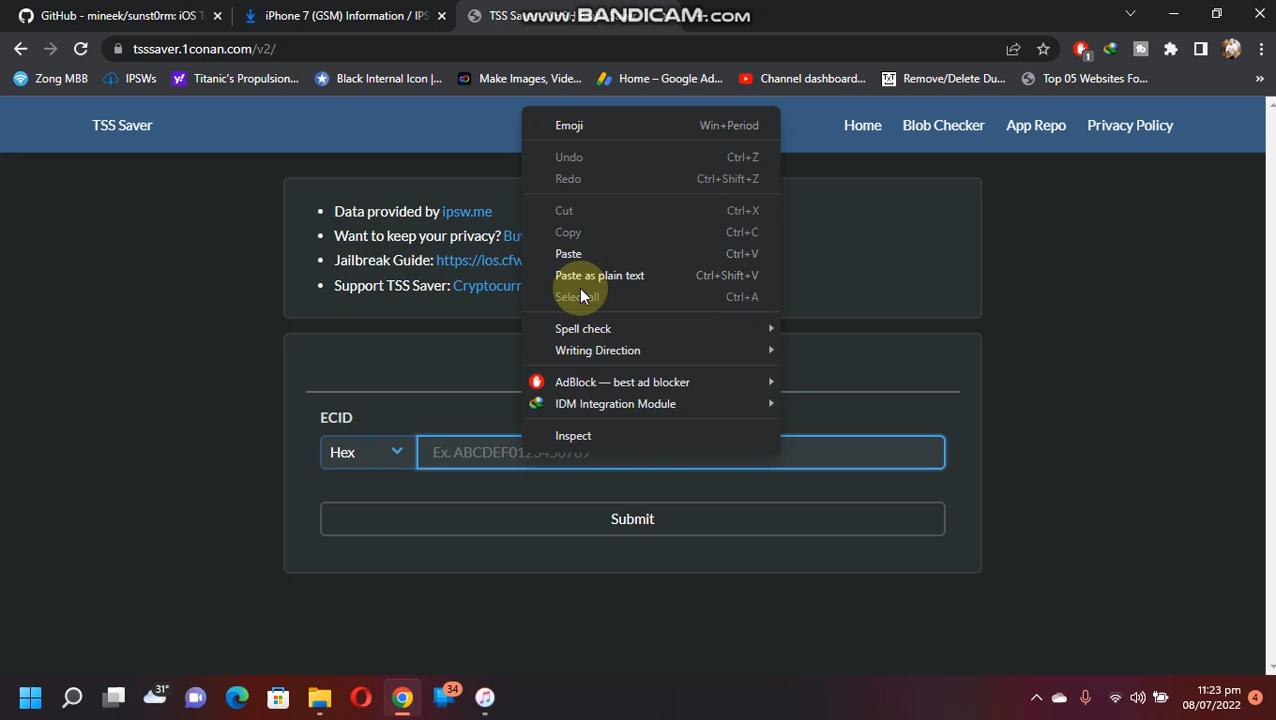 GitHub - mineek/sunst0rm: iOS T
iPhone 7 (GSM) Information / IPS
TSS Sa
www.BANDICAM.com
tsssaver.1conan.com/v2/
1
Zong MBB
IPSWs
Titanic's Propulsion...
Black Internal Icon |...
Make Images, Vide...
Home – Google Ad...
Channel dashboard...
Remove/Delete Du...
Top 05 Websites Fo...
»
TSS Saver
Home
Blob Checker
App Repo
Privacy Policy
Data provided by ipsw.me
Want to keep your privacy? Bu
Jailbreak Guide: https://ios.cfw
Support TSS Saver: Cryptocurr
Emoji Win+Period
Undo Ctrl+Z
Redo Ctrl+Shift+Z
Cut Ctrl+X
Copy Ctrl+C
Paste Ctrl+V
Paste as plain text Ctrl+Shift+V
Select all Ctrl+A
Spell check
Writing Direction
AdBlock — best ad blocker
IDM Integration Module
Inspect
ECID
Hex
Ex. ABCDEF0123456789
Submit
31°
34
11:23 pm
08/07/2022
4